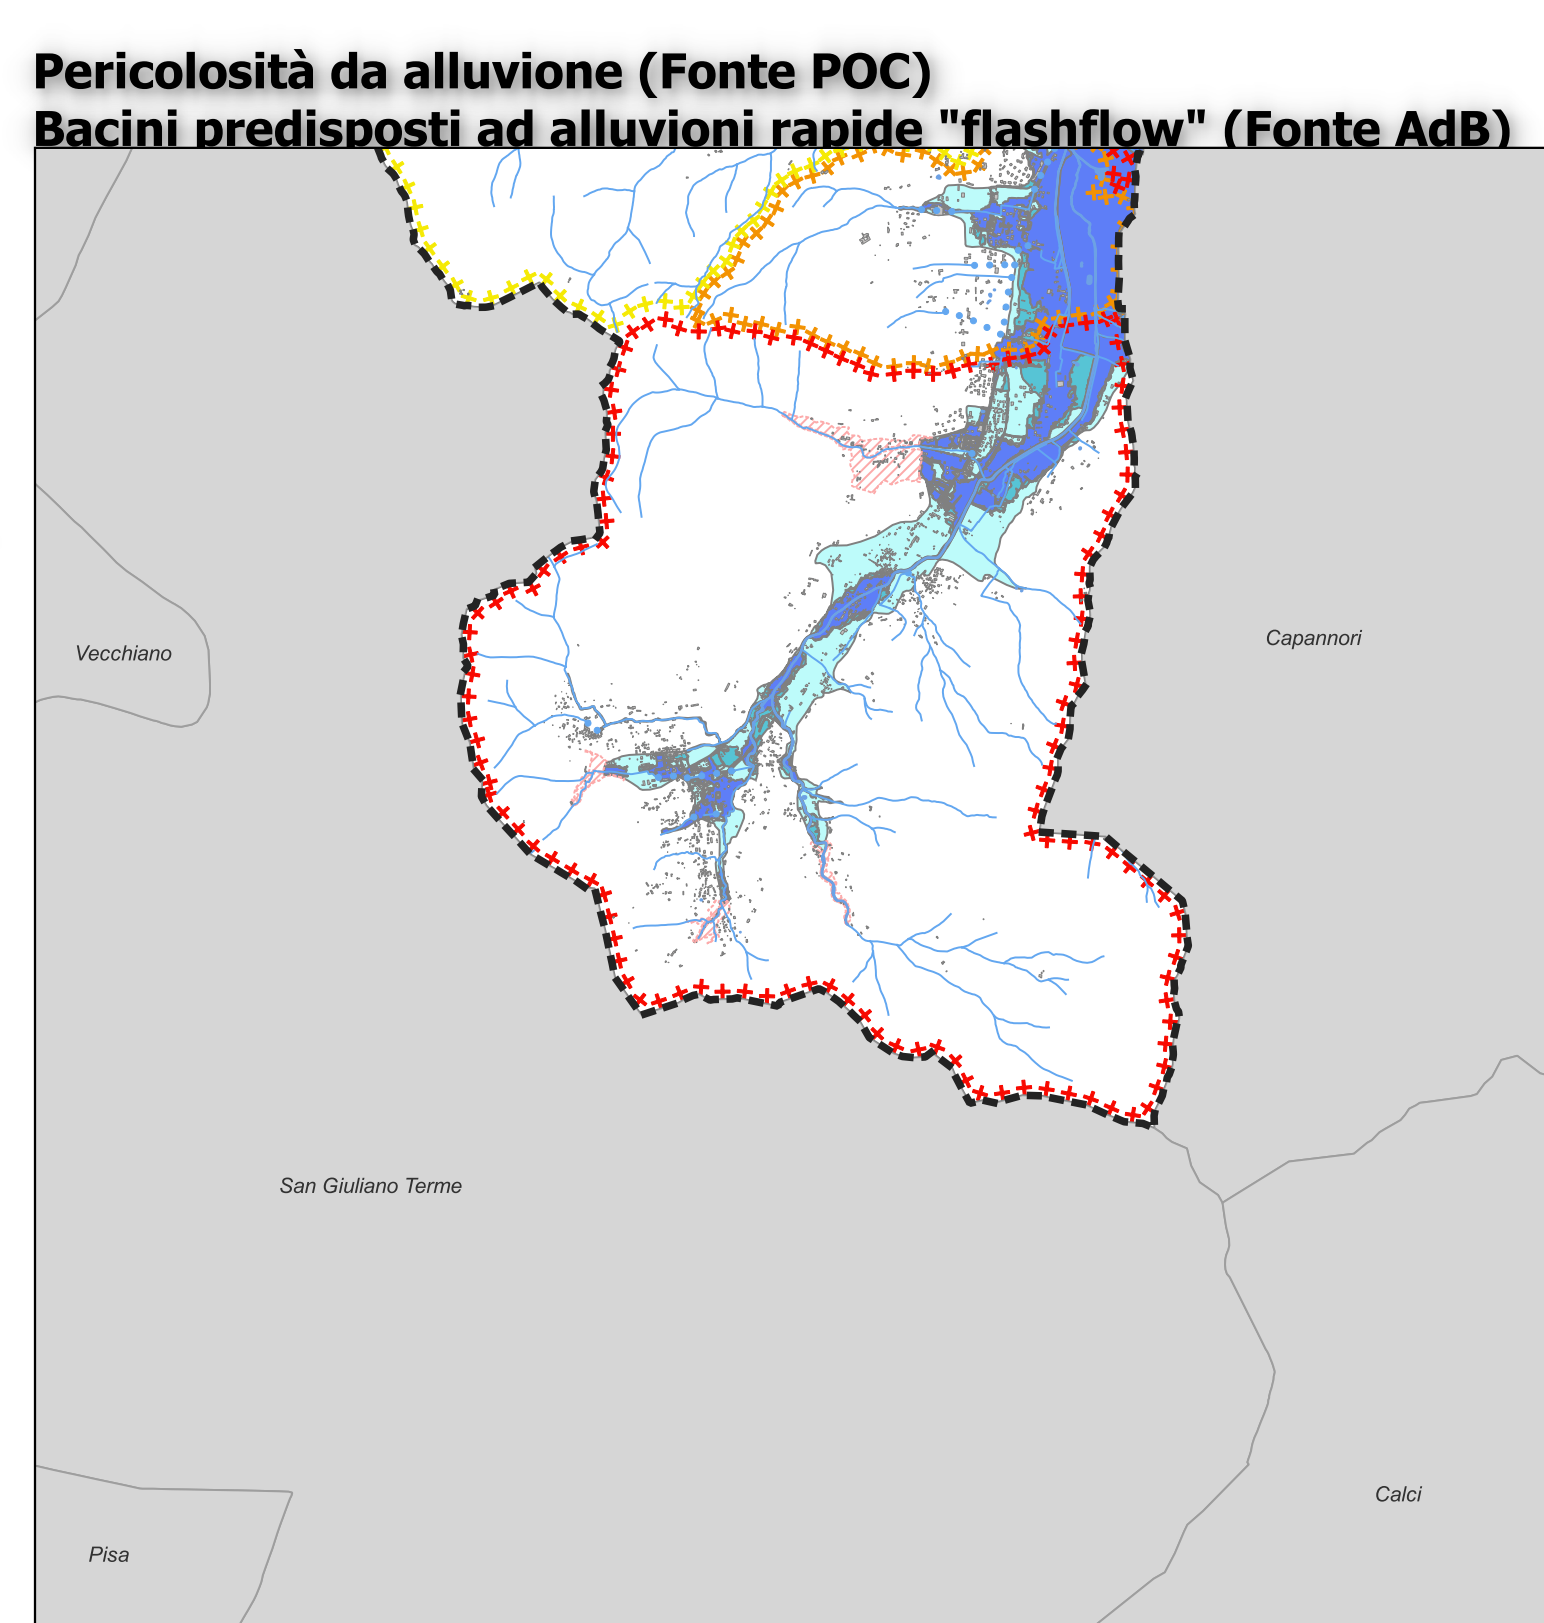 Pericolosità da alluvione (Fonte POC)
Bacini predisposti ad alluvioni rapide "flashflow" (Fonte AdB)
Capannori
Vecchiano
San Giuliano Terme
Calci
Pisa